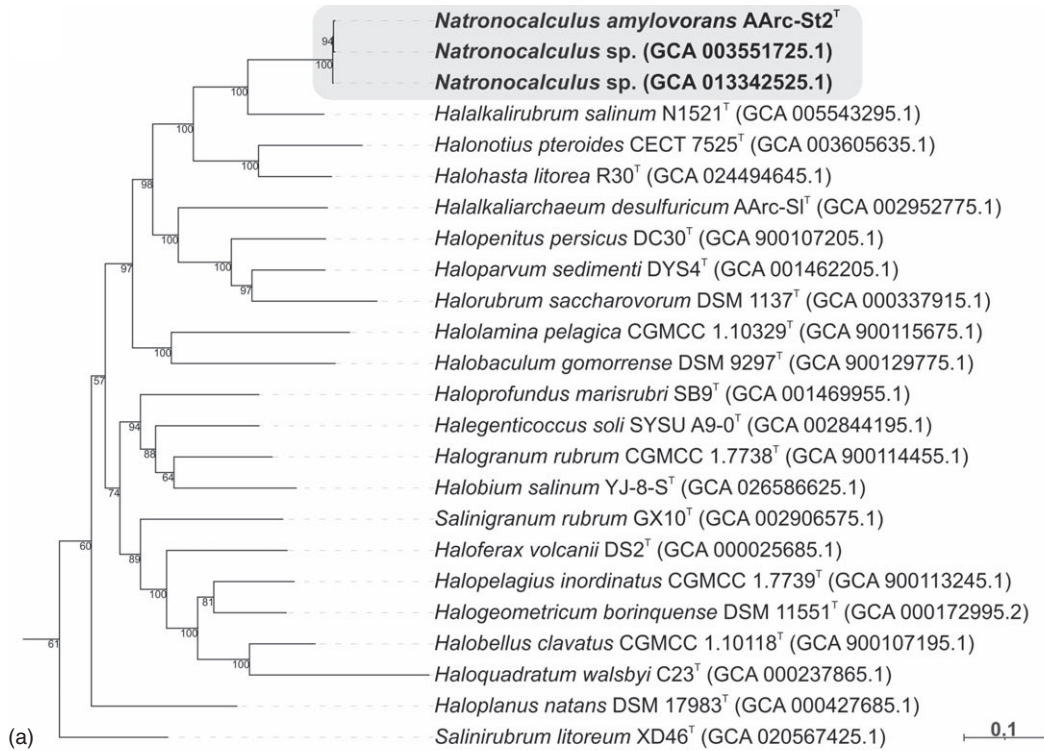 Natronocalculus amylovorans AArc-St2ᵀ
94
Natronocalculus sp. (GCA 003551725.1)
100
Natronocalculus sp. (GCA 013342525.1)
100
Halalkalirubrum salinum N1521ᵀ (GCA 005543295.1)
100
Halonotius pteroides CECT 7525ᵀ (GCA 003605635.1)
100
Halohasta litorea R30ᵀ (GCA 024494645.1)
98
Halalkaliarchaeum desulfuricum AArc-Slᵀ (GCA 002952775.1)
100
Halopenitus persicus DC30ᵀ (GCA 900107205.1)
100
97
Haloparvum sedimenti DYS4ᵀ (GCA 001462205.1)
97
Halorubrum saccharovorum DSM 1137ᵀ (GCA 000337915.1)
Halolamina pelagica CGMCC 1.10329ᵀ (GCA 900115675.1)
100
Halobaculum gomorrense DSM 9297ᵀ (GCA 900129775.1)
57
Haloprofundus marisrubri SB9ᵀ (GCA 001469955.1)
94
Halegenticoccus soli SYSU A9-0ᵀ (GCA 002844195.1)
88
Halogranum rubrum CGMCC 1.7738ᵀ (GCA 900114455.1)
64
Halobium salinum YJ-8-Sᵀ (GCA 026586625.1)
74
Salinigranum rubrum GX10ᵀ (GCA 002906575.1)
60
89
Haloferax volcanii DS2ᵀ (GCA 000025685.1)
100
Halopelagius inordinatus CGMCC 1.7739ᵀ (GCA 900113245.1)
81
Halogeometricum borinquense DSM 11551ᵀ (GCA 000172995.2)
100
Halobellus clavatus CGMCC 1.10118ᵀ (GCA 900107195.1)
61
100
Haloquadratum walsbyi C23ᵀ (GCA 000237865.1)
Haloplanus natans DSM 17983ᵀ (GCA 000427685.1)
(a)
Salinirubrum litoreum XD46ᵀ (GCA 020567425.1)
0.1